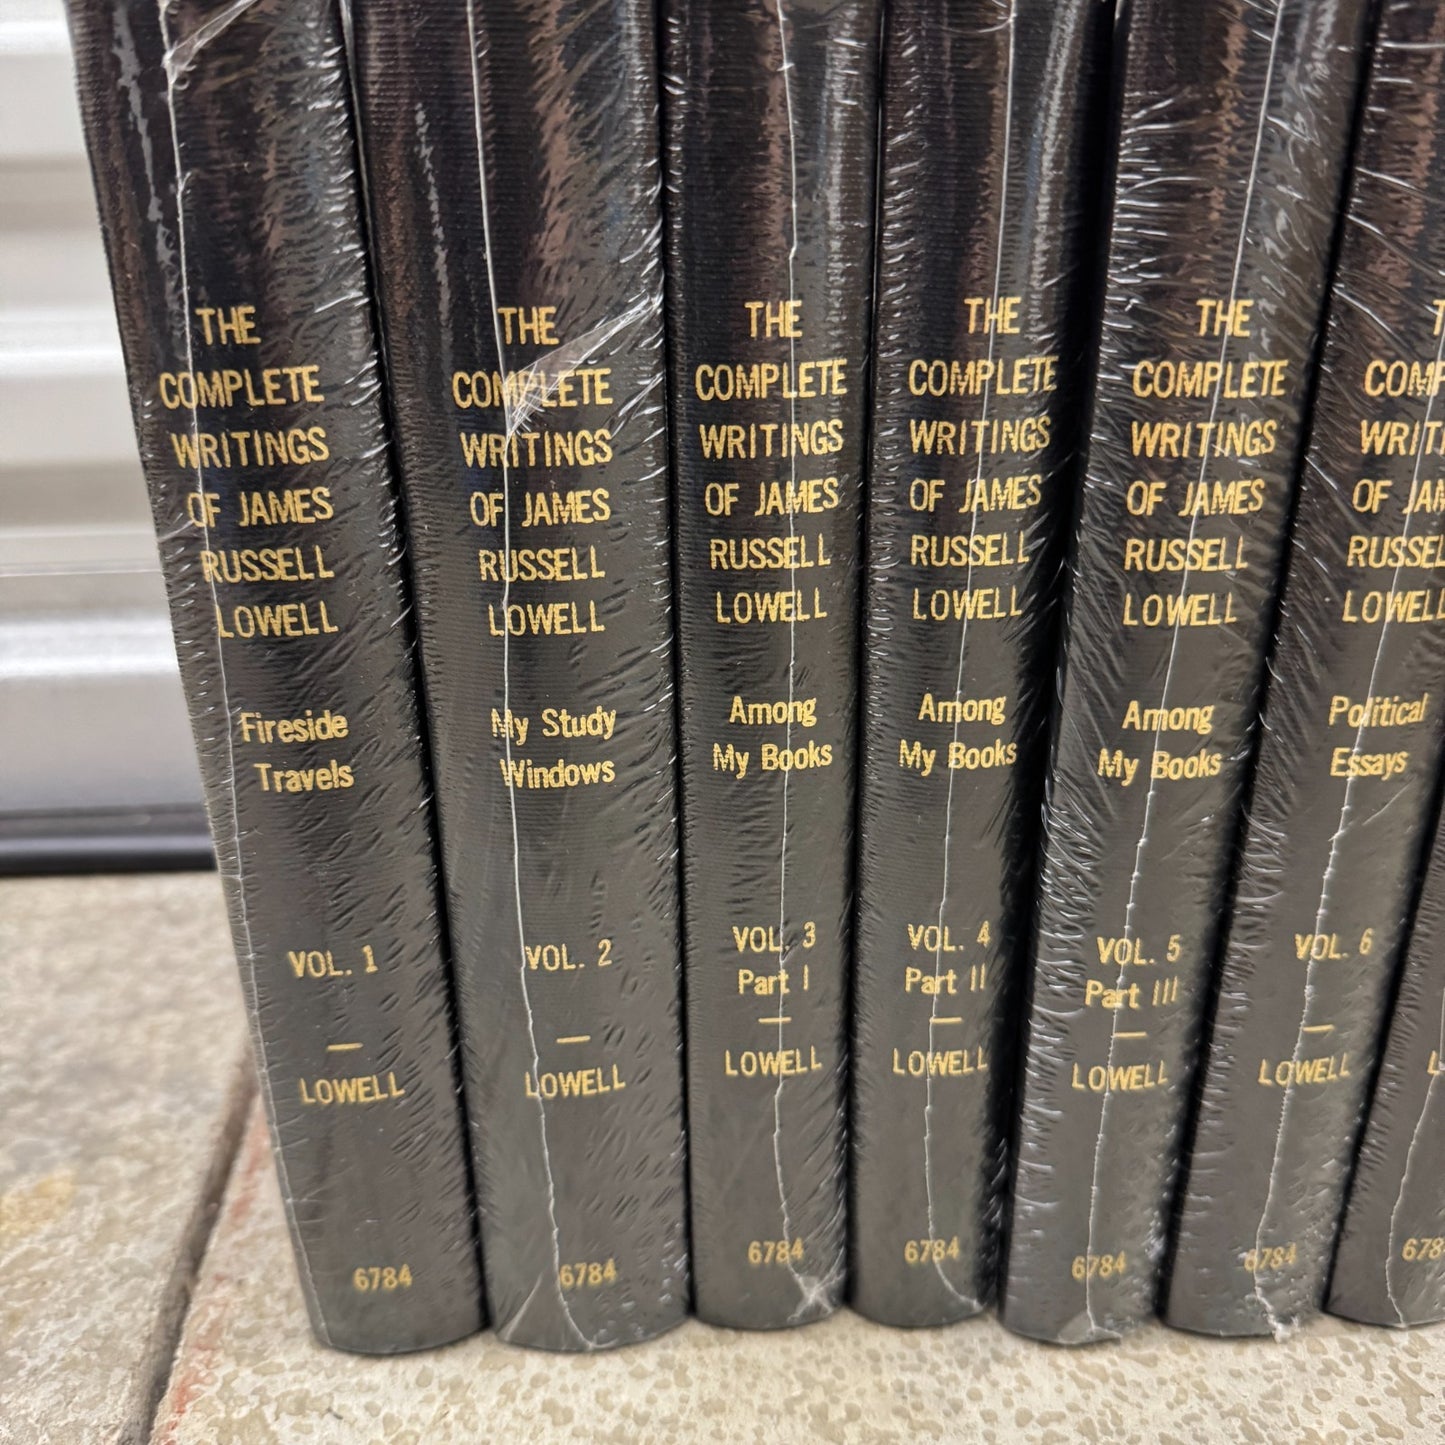 THE
COMPLETE
WRITINGS
OF JAMES
RUSSELL
LOWELL
Fireside
Travels
VOL. 1
—
LOWELL
6784
THE
COMPLETE
WRITINGS
OF JAMES
RUSSELL
LOWELL
My Study
Windows
VOL. 2
—
LOWELL
6784
THE
COMPLETE
WRITINGS
OF JAMES
RUSSELL
LOWELL
Among
My Books
VOL. 3
Part I
—
LOWELL
6784
THE
COMPLETE
WRITINGS
OF JAMES
RUSSELL
LOWELL
Among
My Books
VOL. 4
Part II
—
LOWELL
6784
THE
COMPLETE
WRITINGS
OF JAMES
RUSSELL
LOWELL
Among
My Books
VOL. 5
Part III
—
LOWELL
6784
OF
RUSSELL
LOWELL
Political
Essays
VOL. 6
—
LOWELL
6784